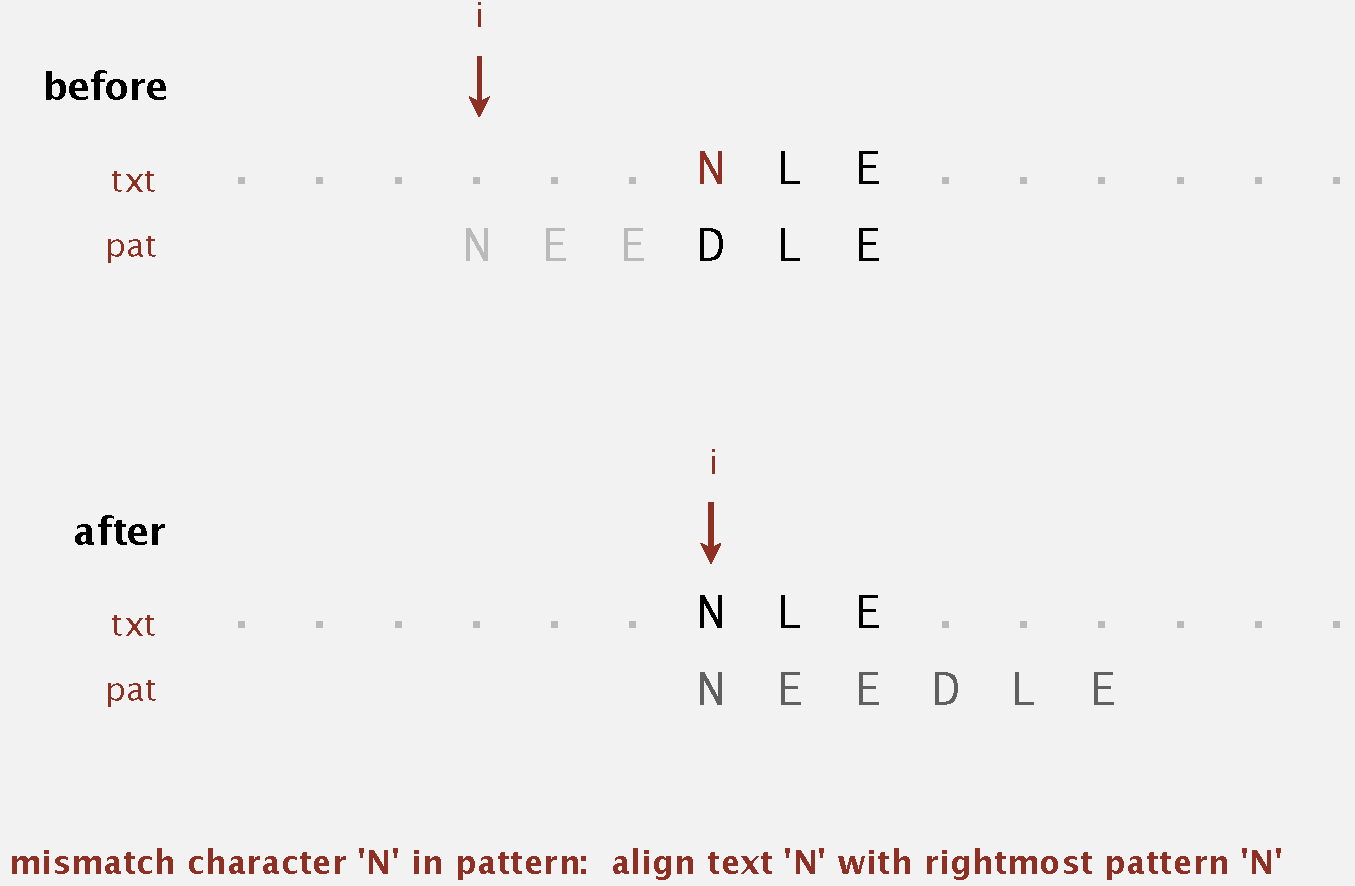 i
before
txt . . . . . . N L E . . . . . .
pat N E E D L E
i
after
txt . . . . . . N L E . . . . . .
pat N E E D L E
mismatch character 'N' in pattern: align text 'N' with rightmost pattern 'N'